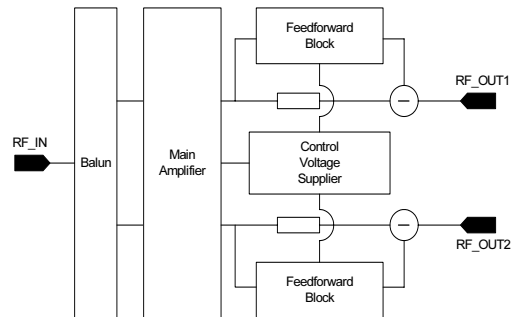 Feedforward
Block
RF_OUT1
RF_IN
Balun
Main
Amplifier
Control
Voltage
Supplier
RF_OUT2
Feedforward
Block